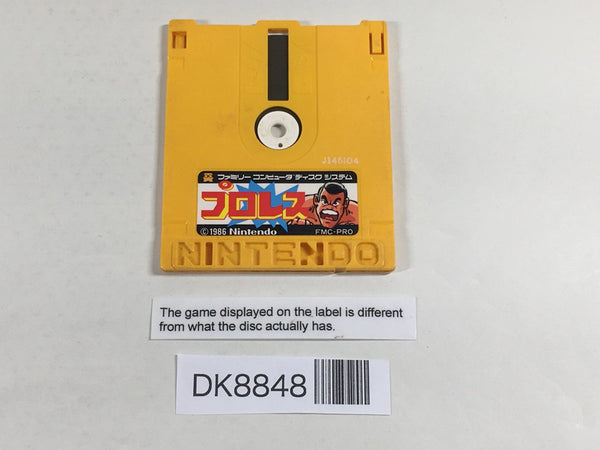 J146104
ファミリー コンピュータ ディスク システム
プロレス
©1986 Nintendo FMC-PRO
NINTENDO
The game displayed on the label is different
from what the disc actually has.
DK8848